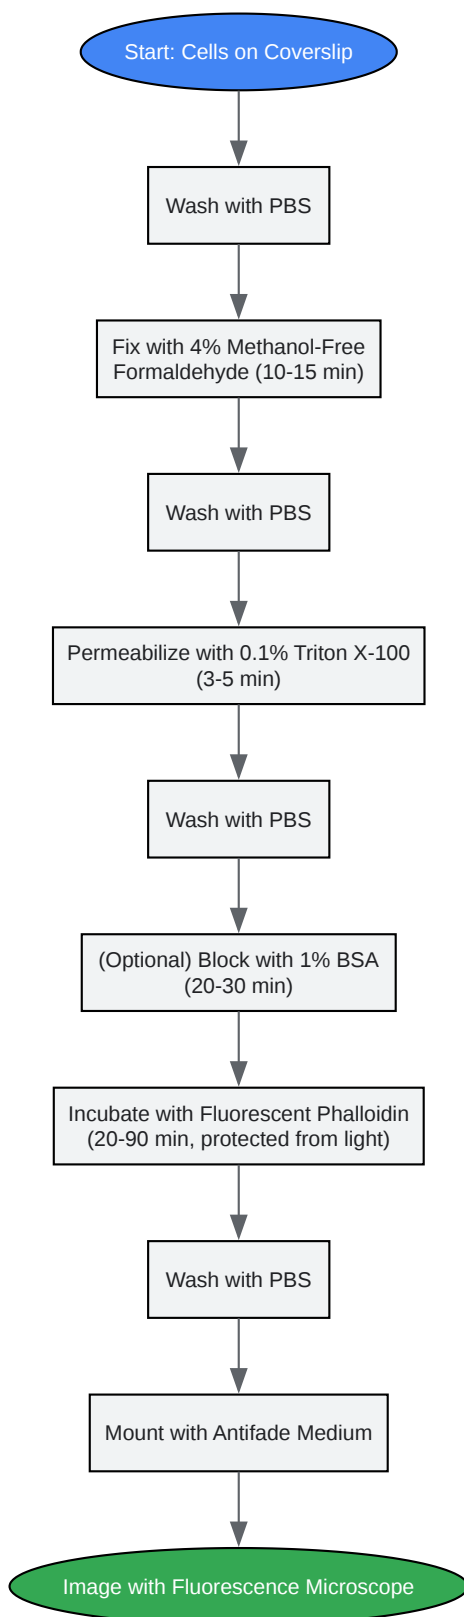 Start: Cells on Coverslip
Wash with PBS
Fix with 4% Methanol-Free
Formaldehyde (10-15 min)
Wash with PBS
Permeabilize with 0.1% Triton X-100
(3-5 min)
Wash with PBS
(Optional) Block with 1% BSA
(20-30 min)
Incubate with Fluorescent Phalloidin
(20-90 min, protected from light)
Wash with PBS
Mount with Antifade Medium
Image with Fluorescence Microscope